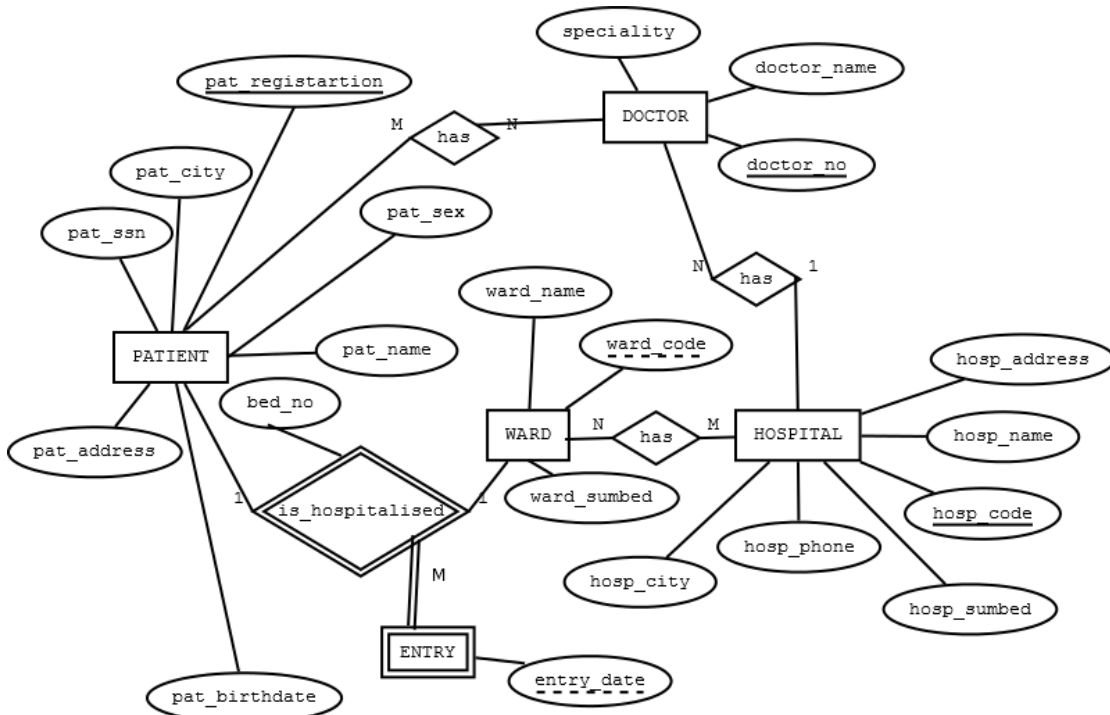 speciality
doctor_name
pat_registartion
DOCTOR
M
has
N
doctor_no
pat_city
pat_sex
pat_ssn
N
has
1
ward_name
ward_code
PATIENT
pat_name
hosp_address
bed_no
WARD
N
has
M
HOSPITAL
hosp_name
pat_address
1
is_hospitalised
1
ward_sumbed
hosp_code
hosp_phone
M
hosp_city
hosp_sumbed
ENTRY
entry_date
pat_birthdate